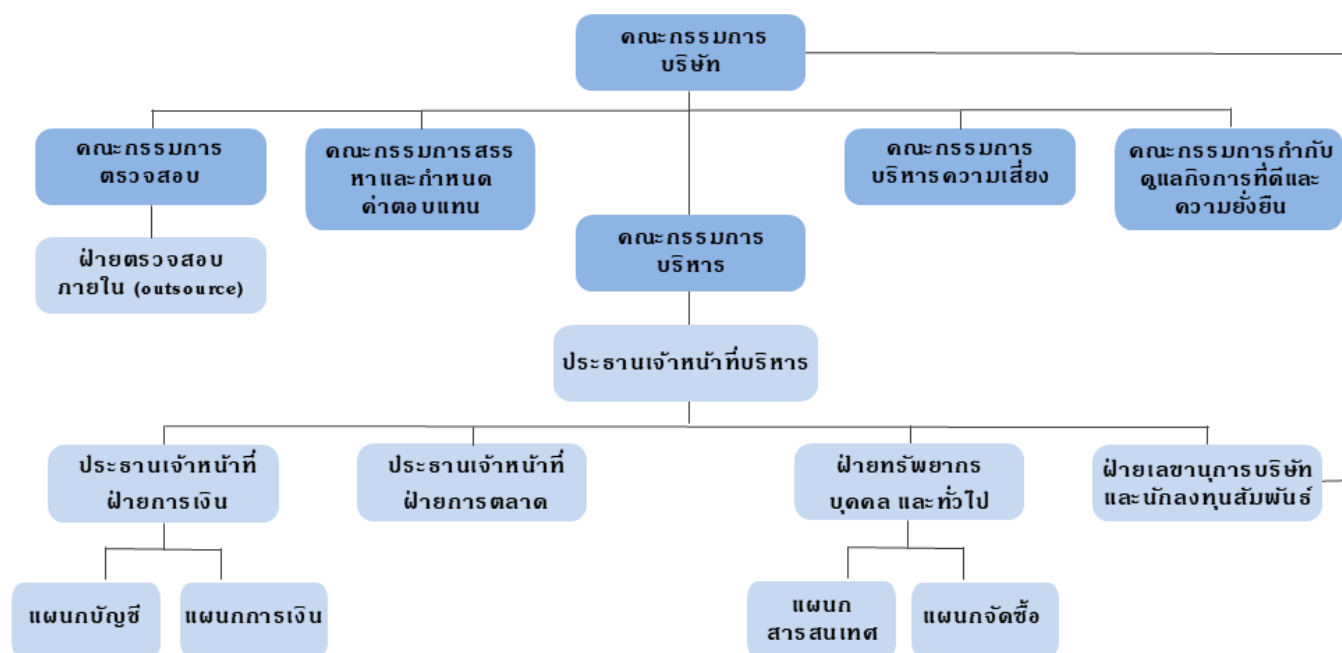 คณะกรรมการ
บริษัท
คณะกรรมการ
ตรวจสอบ
คณะกรรมการสรร
หาและกำหนด
ค่าตอบแทน
คณะกรรมการ
บริหารความเสี่ยง
คณะกรรมการกำกับ
ดูแลกิจการที่ดีและ
ความยั่งยืน
ฝ่ายตรวจสอบ
ภายใน (outsource)
คณะกรรมการ
บริหาร
ประธานเจ้าหน้าที่บริหาร
ประธานเจ้าหน้าที่
ฝ่ายการเงิน
ประธานเจ้าหน้าที่
ฝ่ายการตลาด
ฝ่ายทรัพยากร
บุคคล และทั่วไป
ฝ่ายเลขานุการบริษัท
และนักลงทุนสัมพันธ์
แผนกบัญชี
แผนกการเงิน
แผนก
สารสนเทศ
แผนกจัดซื้อ